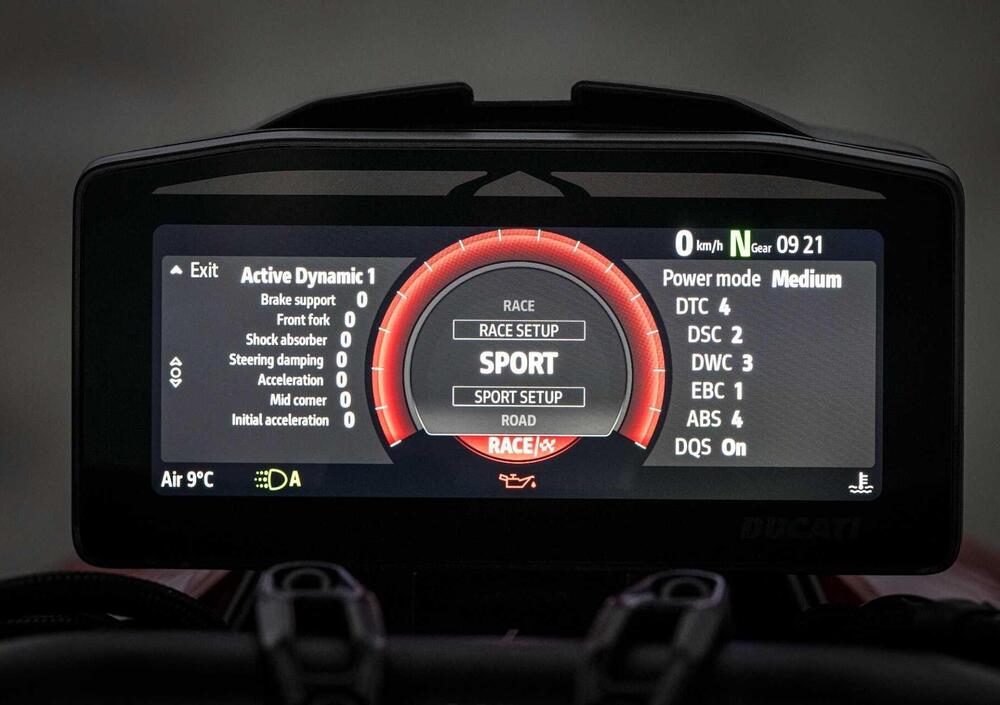 0 km/h N Gear 09 21
Exit
Active Dynamic 1
Brake support 0
Front fork 0
Shock absorber 0
Steering damping 0
Acceleration 0
Mid corner 0
Initial acceleration 0
RACE
RACE SETUP
SPORT
SPORT SETUP
ROAD
RACE/
Power mode Medium
DTC 4
DSC 2
DWC 3
EBC 1
ABS 4
DQS On
Air 9°C
A
DUCATI